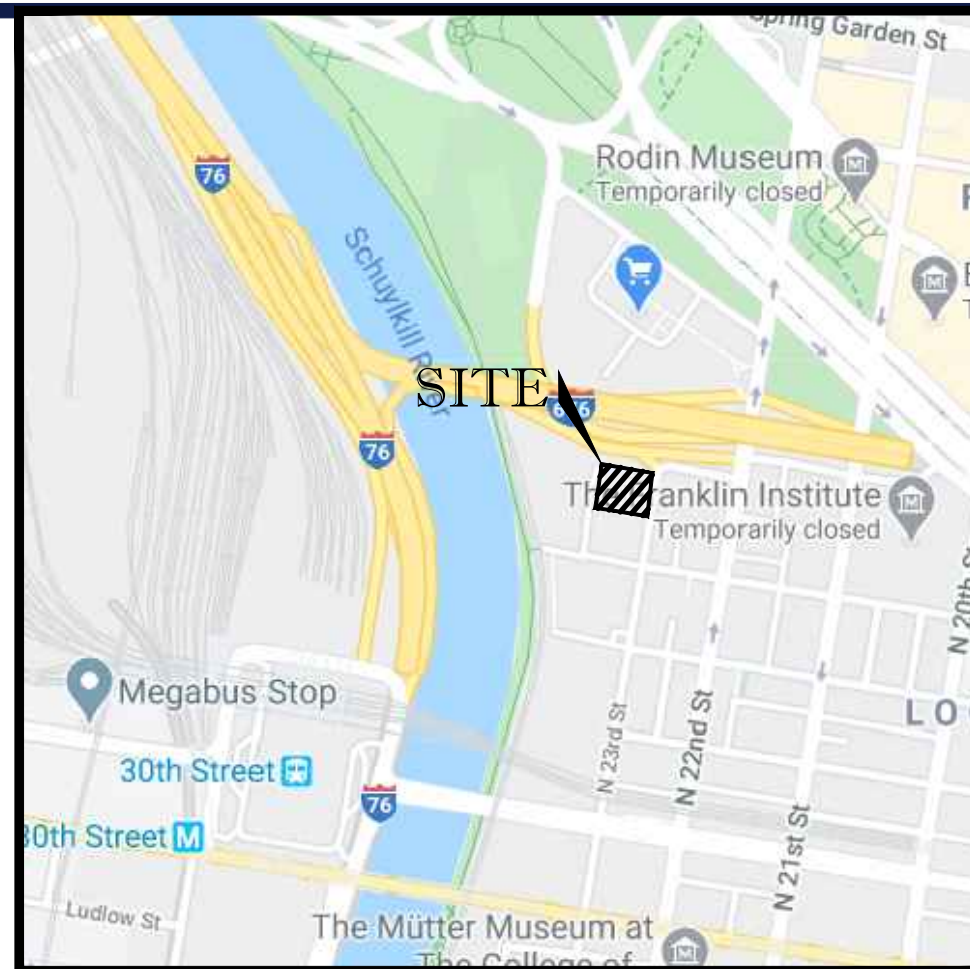 Spring Garden St
76
Rodin Museum
Temporarily closed
Schuylkill River
SITE
676
76
The Franklin Institute
Temporarily closed
N 20th
Megabus Stop
N 23rd St
N 22nd St
LO
30th Street
76
30th Street M
N 21st St
Ludlow St
The Mütter Museum at
The College of